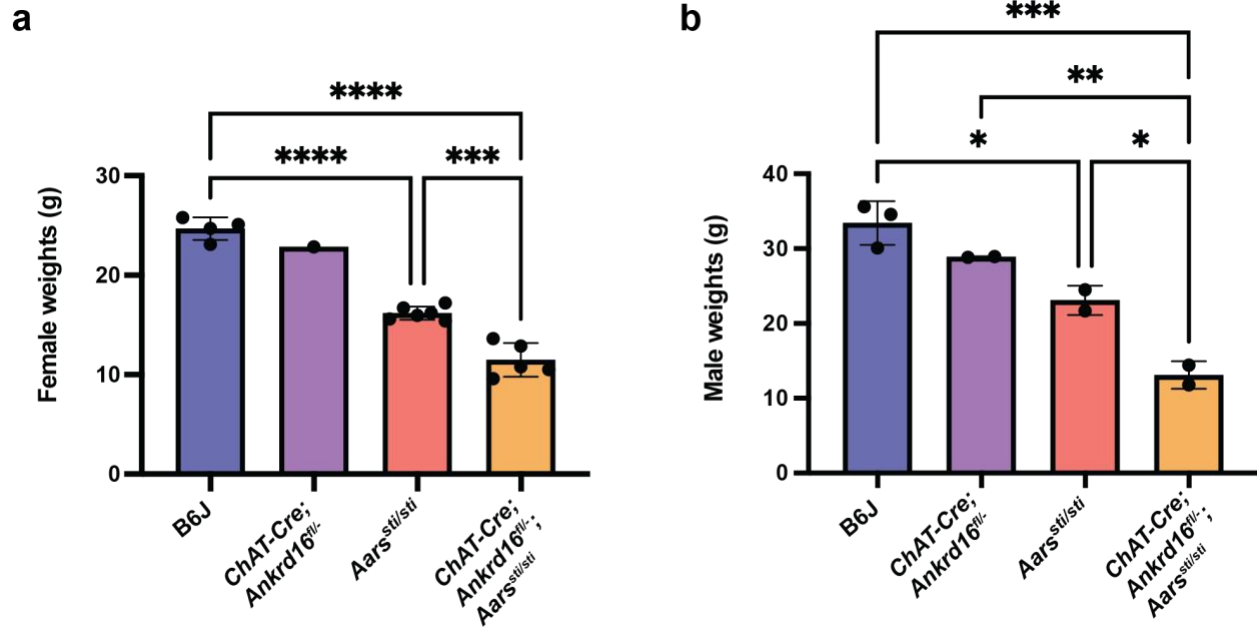 a
****
****
***
Female weights (g)
30
20
10
0
B6J
ChAT-Cre;
Ankrd16fl/-
Aarssti/sti
ChAT-Cre;
Ankrd16fl/-;
Aarssti/sti
b
***
**
*
*
Male weights (g)
40
30
20
10
0
B6J
ChAT-Cre;
Ankrd16fl/-
Aarssti/sti
ChAT-Cre;
Ankrd16fl/-;
Aarssti/sti